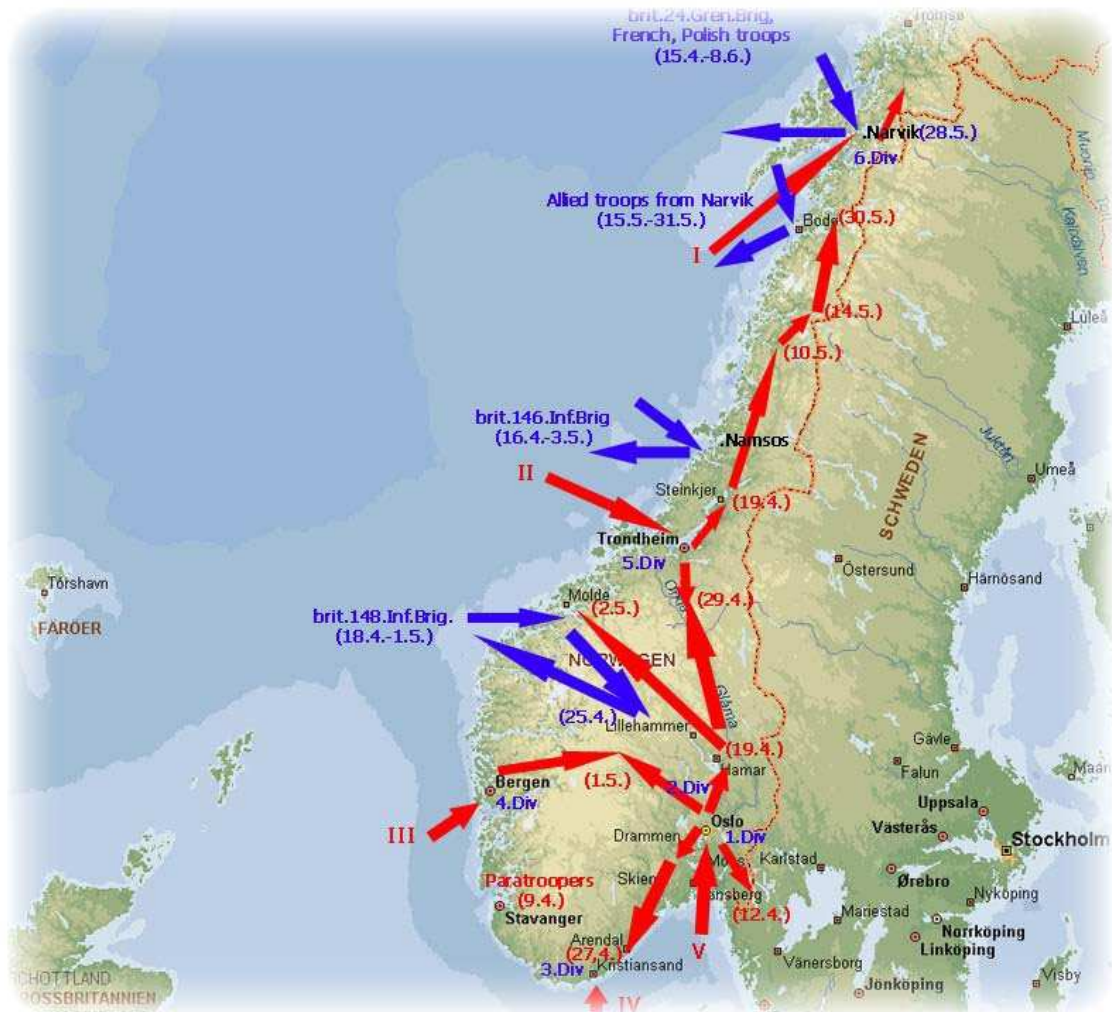 brit.24.Gren.Brig,
Tromsø
French, Polish troops
(15.4.-8.6.)
.Narvik(28.5.)
6.Div
Allied troops from Narvik
(15.5.-31.5.)
Bodø
(30.5.)
I
Kalixälven
Luleå
(14.5.)
(10.5.)
brit.146.Inf.Brig
(16.4.-3.5.)
.Namsos
II
SCHWEDEN
Umeå
Steinkjer
(19.4.)
Trondheim
5.Div
Östersund
Härnösand
Tórshavn
FARÖER
Molde
(2.5.)
(29.4.)
brit.148.Inf.Brig.
(18.4.-1.5.)
NORWEGEN
Glåma
(25.4.)
Lillehammer
(19.4.)
Hamar
Gävle
Falun
Bergen
4.Div
(1.5.)
2.Div
III
Oslo
1.Div
Drammen
Uppsala
Västerås
Stockholm
Karlstad
Skien
Ørebro
Nyköping
Paratroopers
(9.4.)
Stavanger
(12.4.)
Mariestad
Norrköping
Linköping
V
Arendal
(27.4.)
3.Div
Kristiansand
Vänersborg
Jönköping
Visby
IV